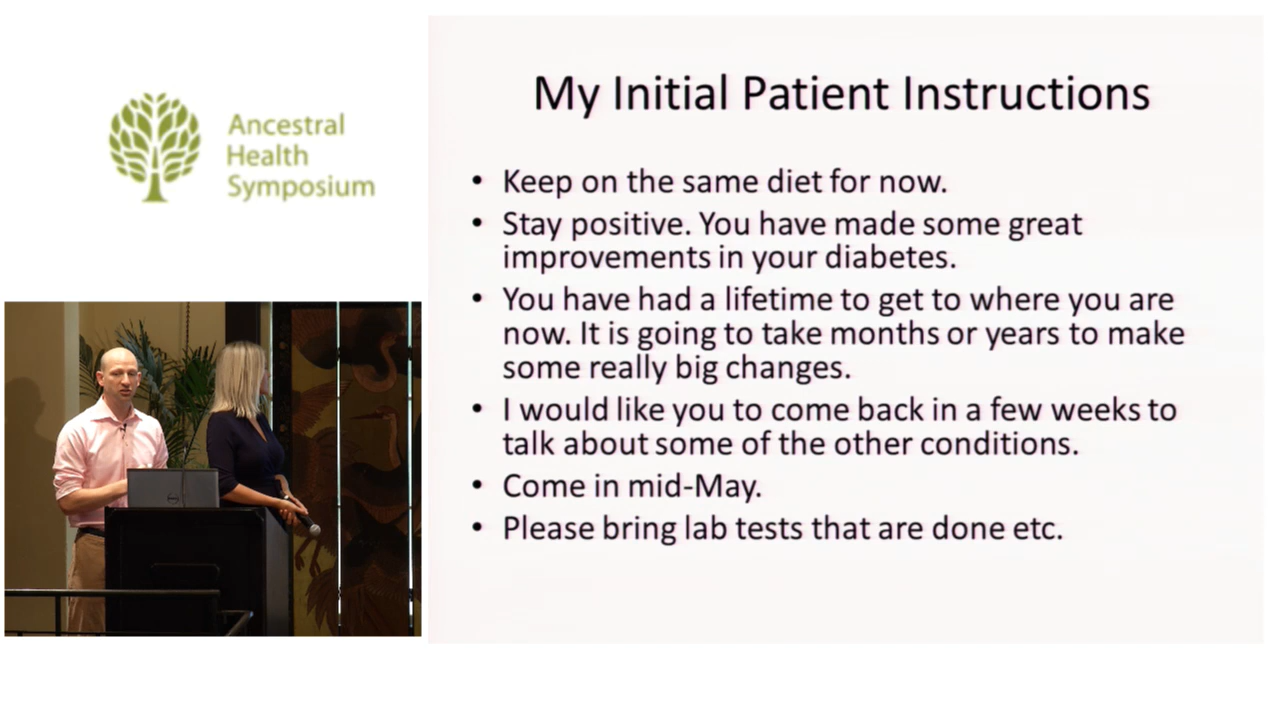 Ancestral
Health
Symposium
My Initial Patient Instructions
• Keep on the same diet for now.
• Stay positive. You have made some great
improvements in your diabetes.
• You have had a lifetime to get to where you are
now. It is going to take months or years to make
some really big changes.
• I would like you to come back in a few weeks to
talk about some of the other conditions.
• Come in mid-May.
• Please bring lab tests that are done etc.